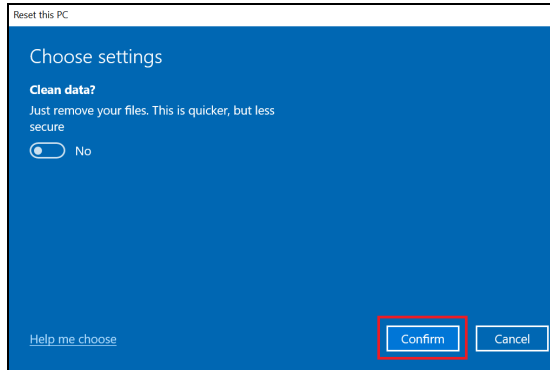 Reset this PC
Choose settings
Clean data?
Just remove your files. This is quicker, but less
secure
No
Help me choose
Confirm
Cancel